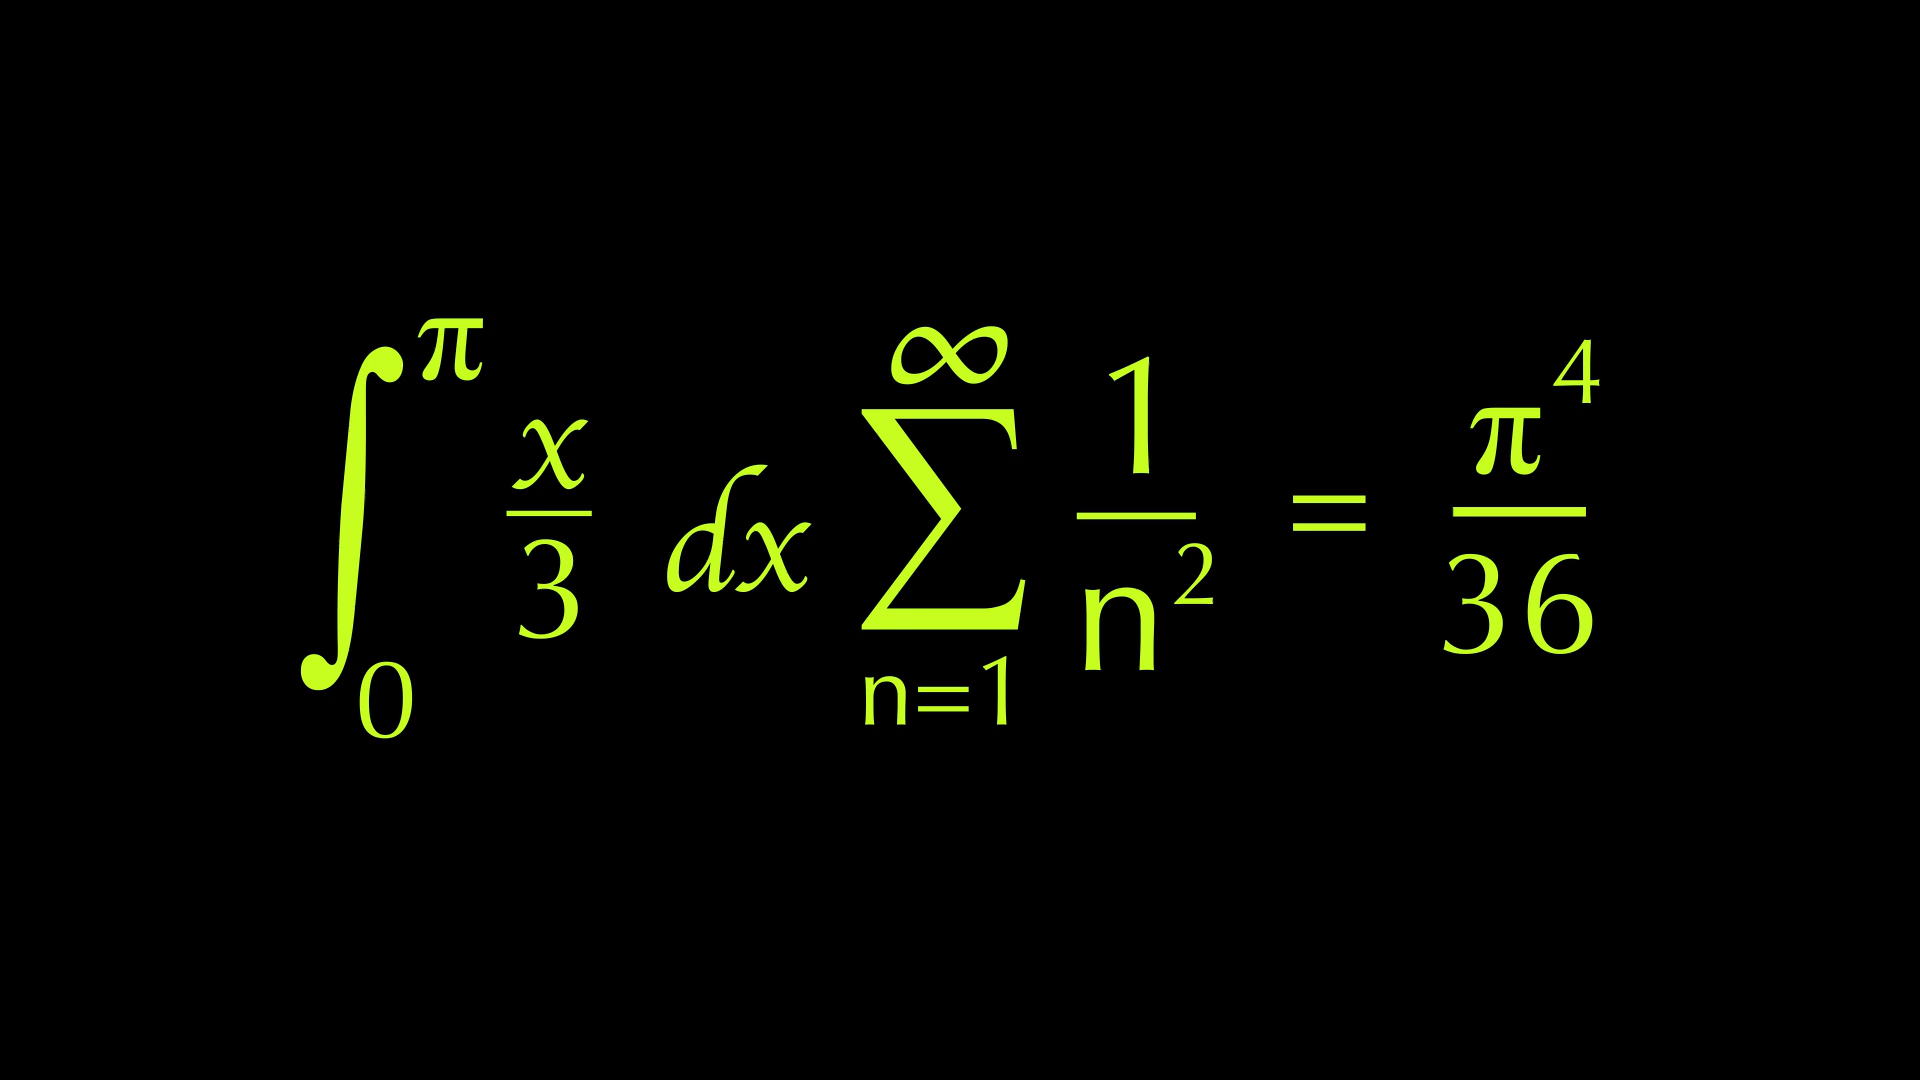 ∫₀^π x/3 dx ∑_{n=1}^∞ 1/n² = π⁴/36